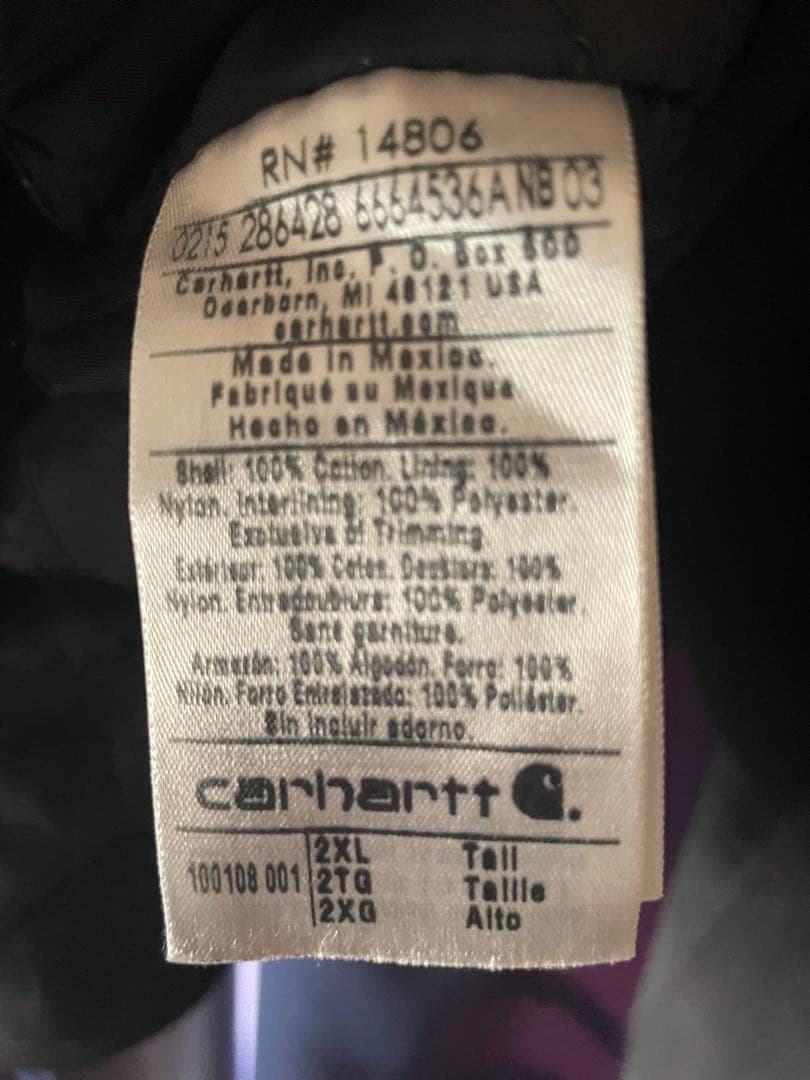 RN# 14806
0215 286428 6664536A NB 03
Carhartt, Inc. P. O. Box 600
Dearborn, MI 48121 USA
carhartt.com
Made in Mexico.
Fabriqué au Mexique
Hecho en México.
Shell: 100% Cotton. Lining: 100%
Nylon. Interlining: 100% Polyester.
Exclusive of Trimming
Extérieur: 100% Coton. Doublure: 100%
Nylon. Entredoublure: 100% Polyester.
Sans garniture.
Armazón: 100% Algodón. Forro: 100%
Nilón. Forro Entrelazado: 100% Poliéster.
Sin incluir adorno.
carhartt
100108 001 2XL Tall
2TG Taille
2XG Alto